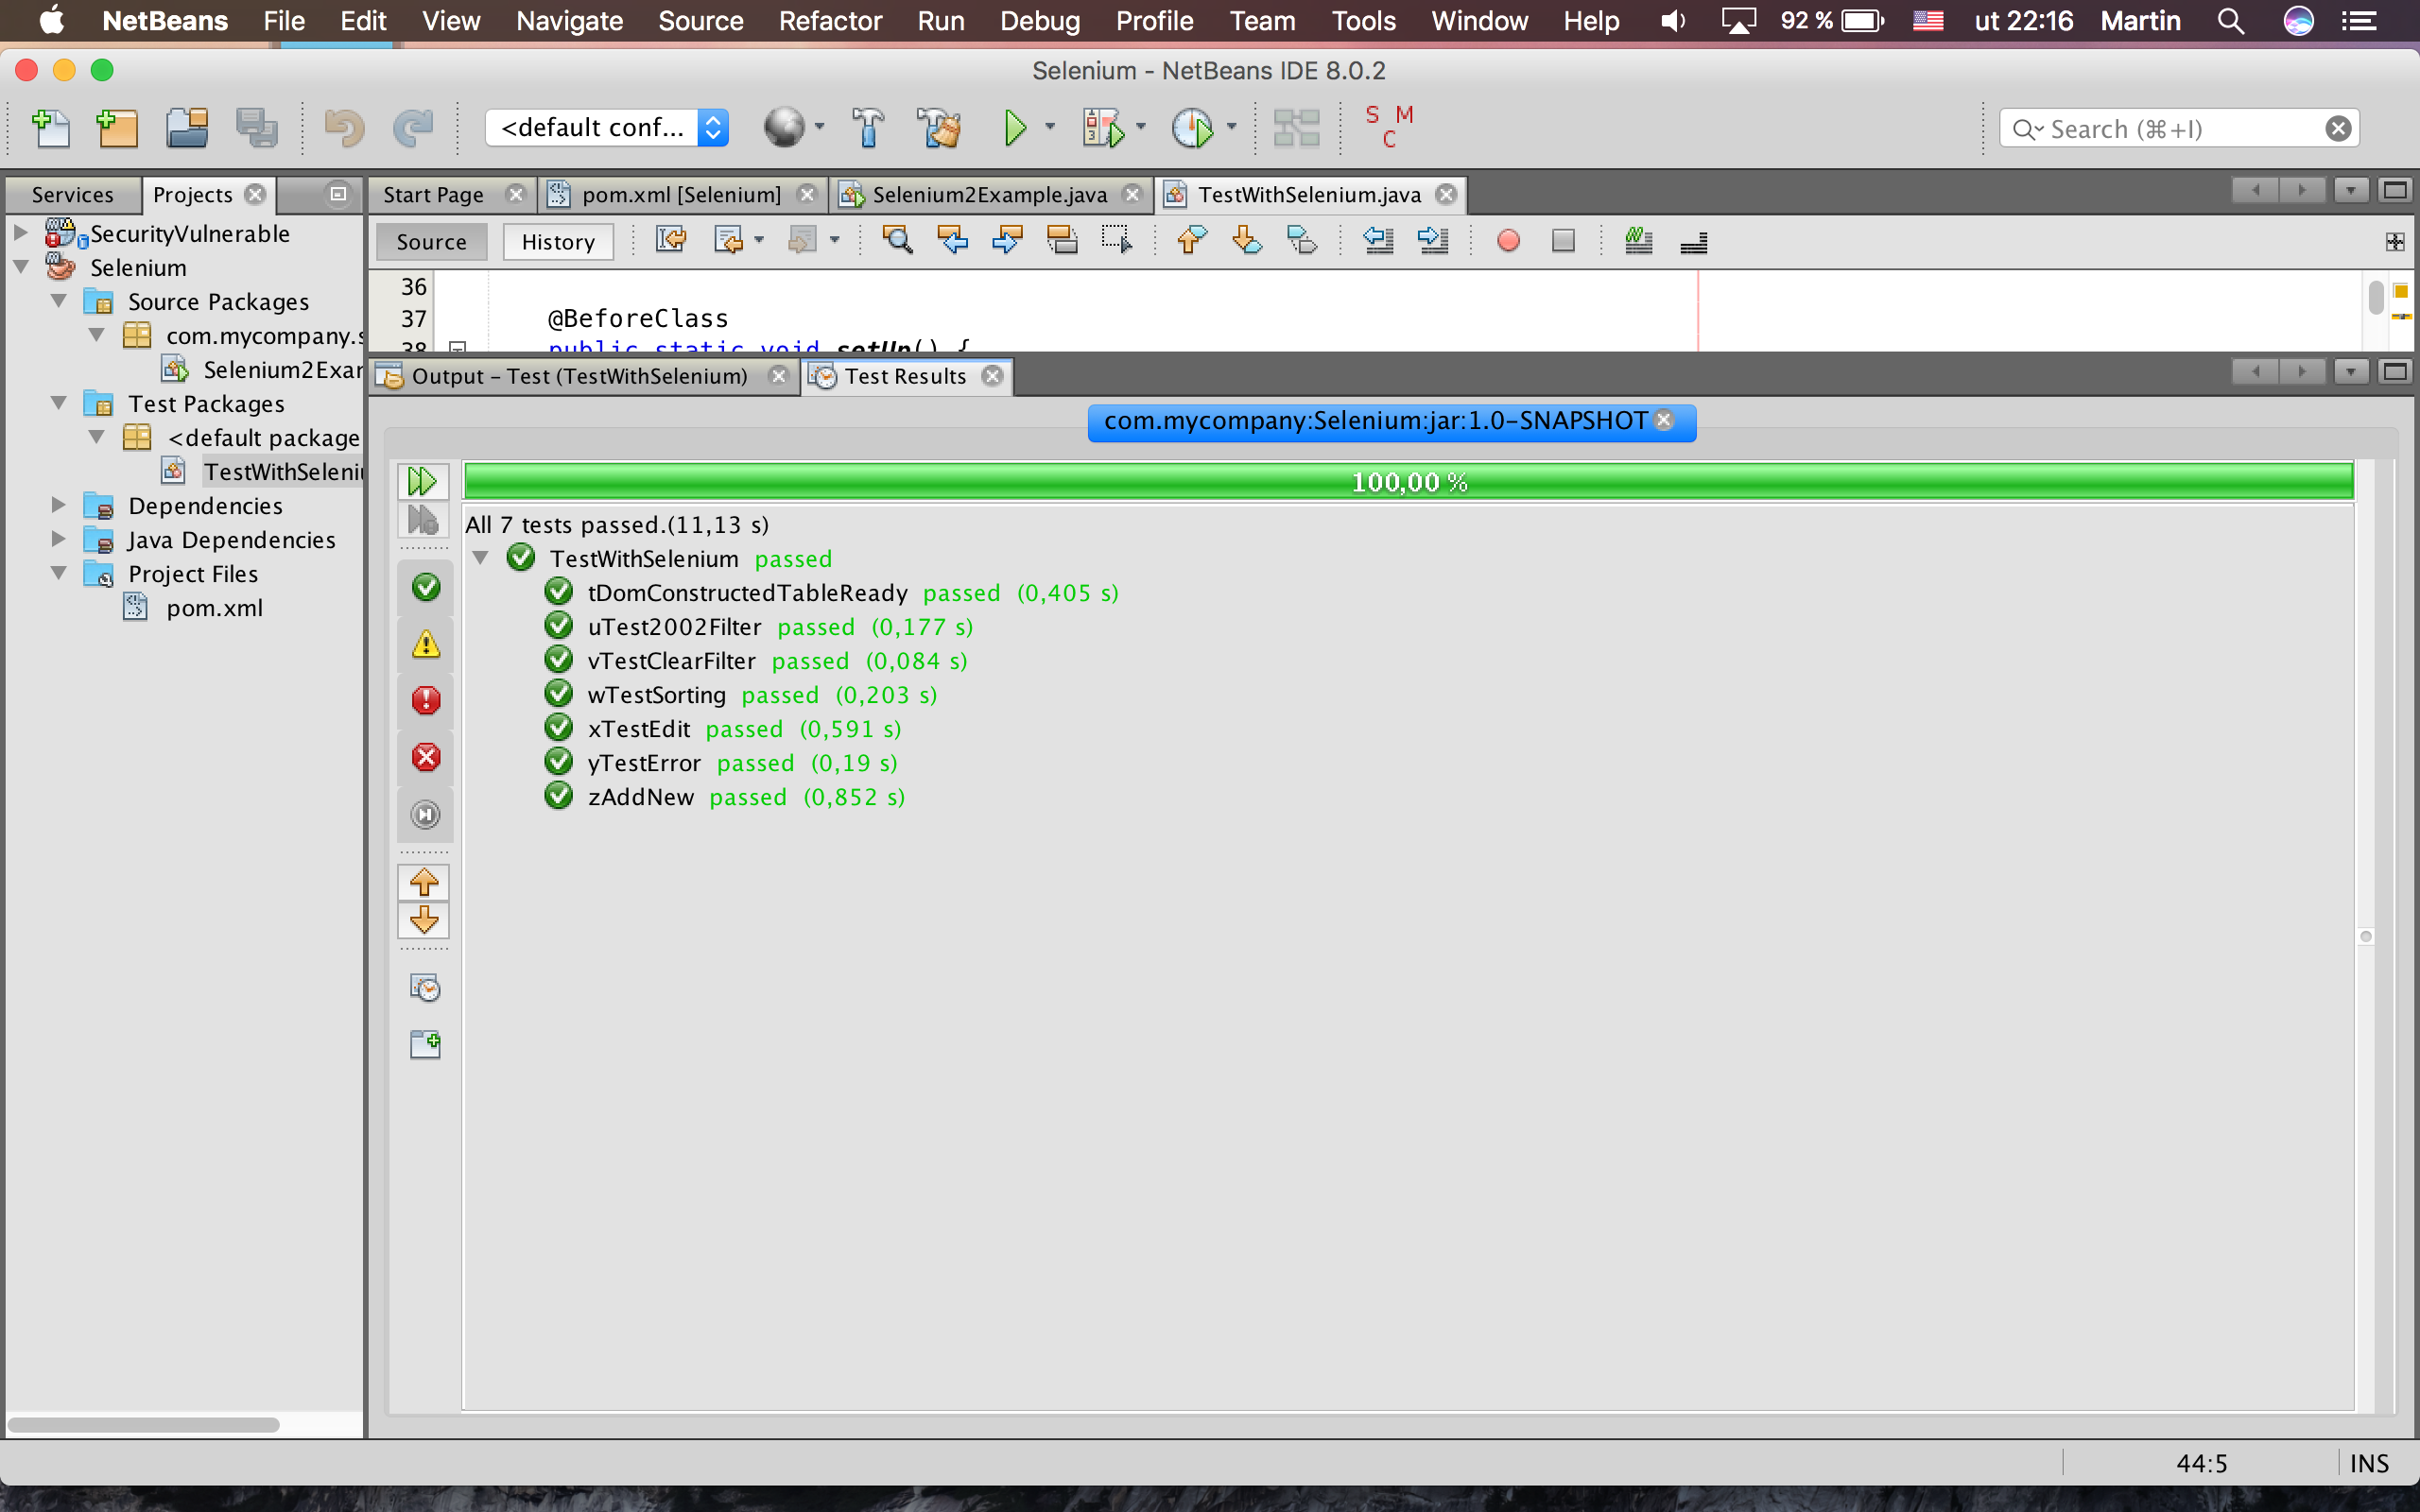 NetBeans File Edit View Navigate Source Refactor Run Debug Profile Team Tools Window Help 92 % ut 22:16 Martin
Selenium - NetBeans IDE 8.0.2
<default conf...
S M
C
Search (⌘+I)
Services Projects
Start Page pom.xml [Selenium] Selenium2Example.java TestWithSelenium.java
SecurityVulnerable
Selenium
Source Packages
com.mycompany.s
Selenium2Exar
Test Packages
<default package
TestWithSeleniu
Dependencies
Java Dependencies
Project Files
pom.xml
Source History
36
37 @BeforeClass
38 public static void setUp() {
Output – Test (TestWithSelenium) Test Results
com.mycompany:Selenium:jar:1.0-SNAPSHOT
100,00 %
All 7 tests passed.(11,13 s)
TestWithSelenium passed
tDomConstructedTableReady passed (0,405 s)
uTest2002Filter passed (0,177 s)
vTestClearFilter passed (0,084 s)
wTestSorting passed (0,203 s)
xTestEdit passed (0,591 s)
yTestError passed (0,19 s)
zAddNew passed (0,852 s)
44:5 INS